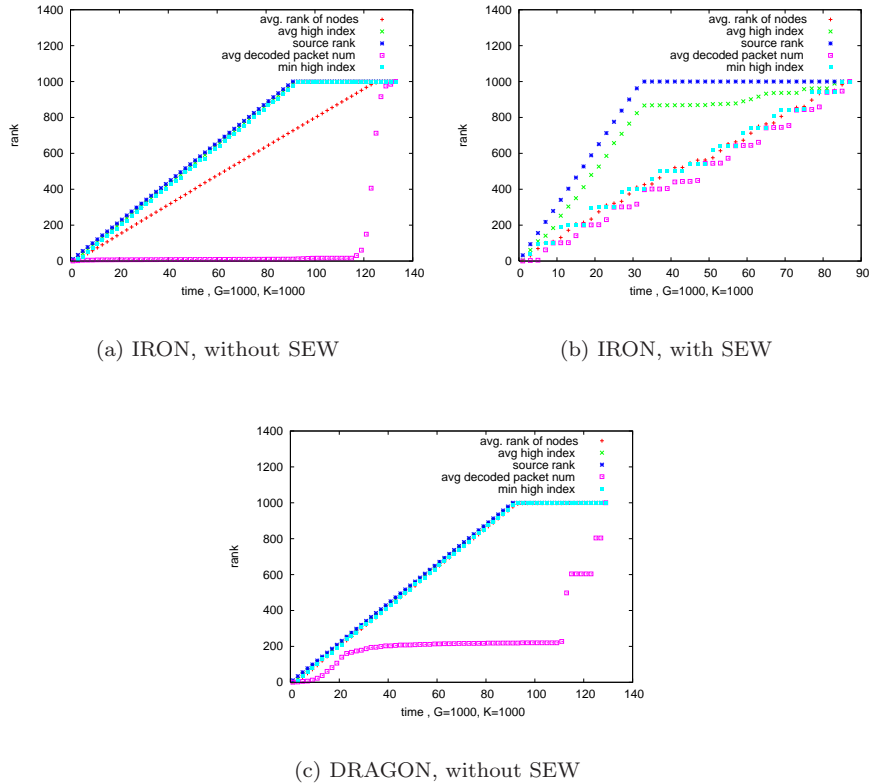 1400
1200
1000
800
600
400
200
0
rank
avg. rank of nodes
avg high index
source rank
avg decoded packet num
min high index
0 20 40 60 80 100 120 140
time , G=1000, K=1000
(a) IRON, without SEW
1400
1200
1000
800
600
400
200
0
rank
avg. rank of nodes
avg high index
source rank
avg decoded packet num
min high index
0 10 20 30 40 50 60 70 80 90
time , G=1000, K=1000
(b) IRON, with SEW
1400
1200
1000
800
600
400
200
0
rank
avg. rank of nodes
avg high index
source rank
avg decoded packet num
min high index
0 20 40 60 80 100 120 140
time , G=1000, K=1000
(c) DRAGON, without SEW